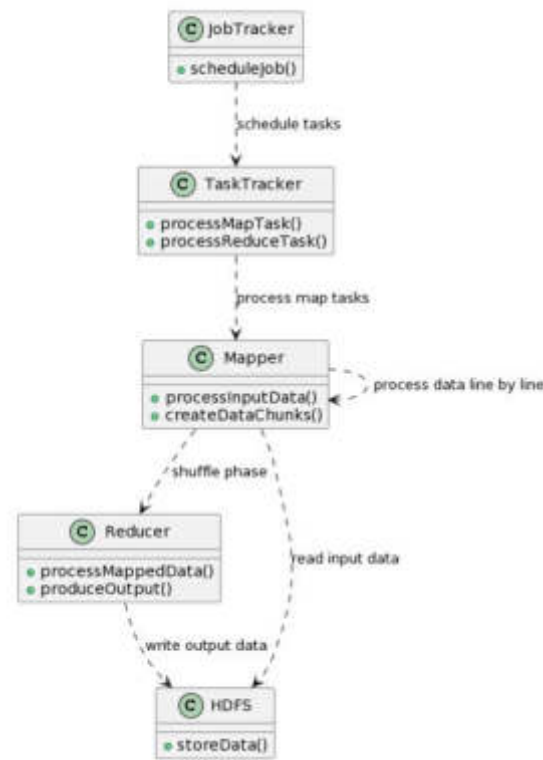 C JobTracker
scheduleJob()
schedule tasks
C TaskTracker
processMapTask()
processReduceTask()
process map tasks
C Mapper
processInputData()
createDataChunks()
process data line by line
shuffle phase
C Reducer
processMappedData()
produceOutput()
read input data
write output data
C HDFS
storeData()